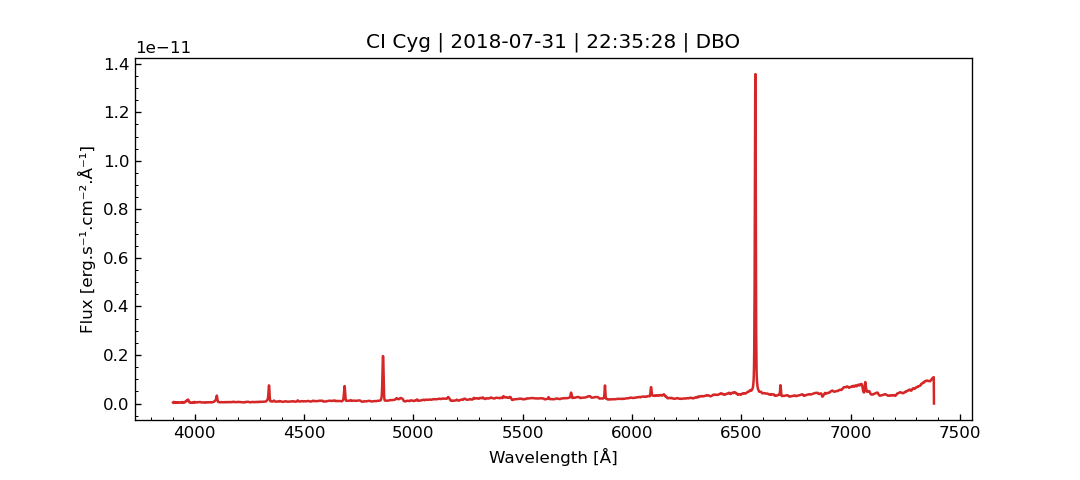 CI Cyg | 2018-07-31 | 22:35:28 | DBO
1e−11
1.4
1.2
1.0
0.8
0.6
0.4
0.2
0.0
Flux [erg.s⁻¹.cm⁻².Å⁻¹]
4000 4500 5000 5500 6000 6500 7000 7500
Wavelength [Å]